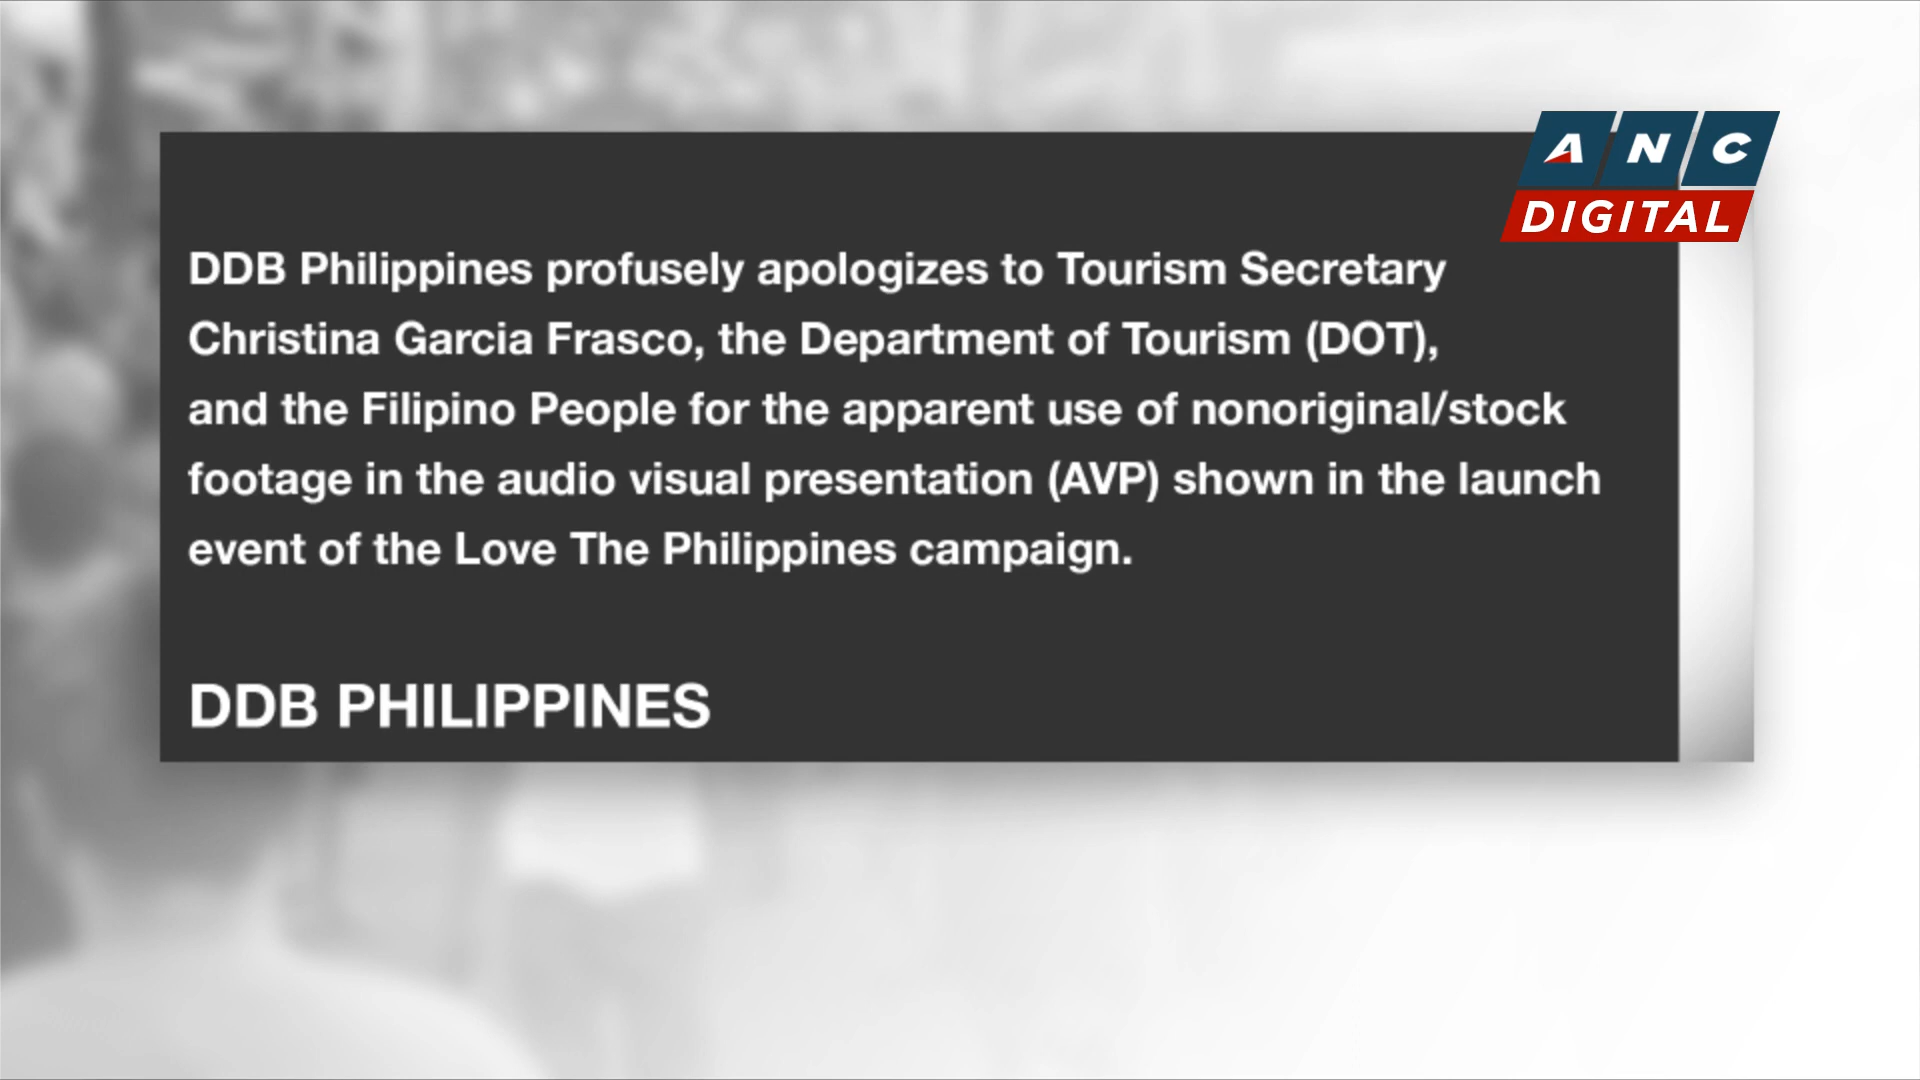 ANC
DIGITAL
DDB Philippines profusely apologizes to Tourism Secretary
Christina Garcia Frasco, the Department of Tourism (DOT),
and the Filipino People for the apparent use of nonoriginal/stock
footage in the audio visual presentation (AVP) shown in the launch
event of the Love The Philippines campaign.
DDB PHILIPPINES